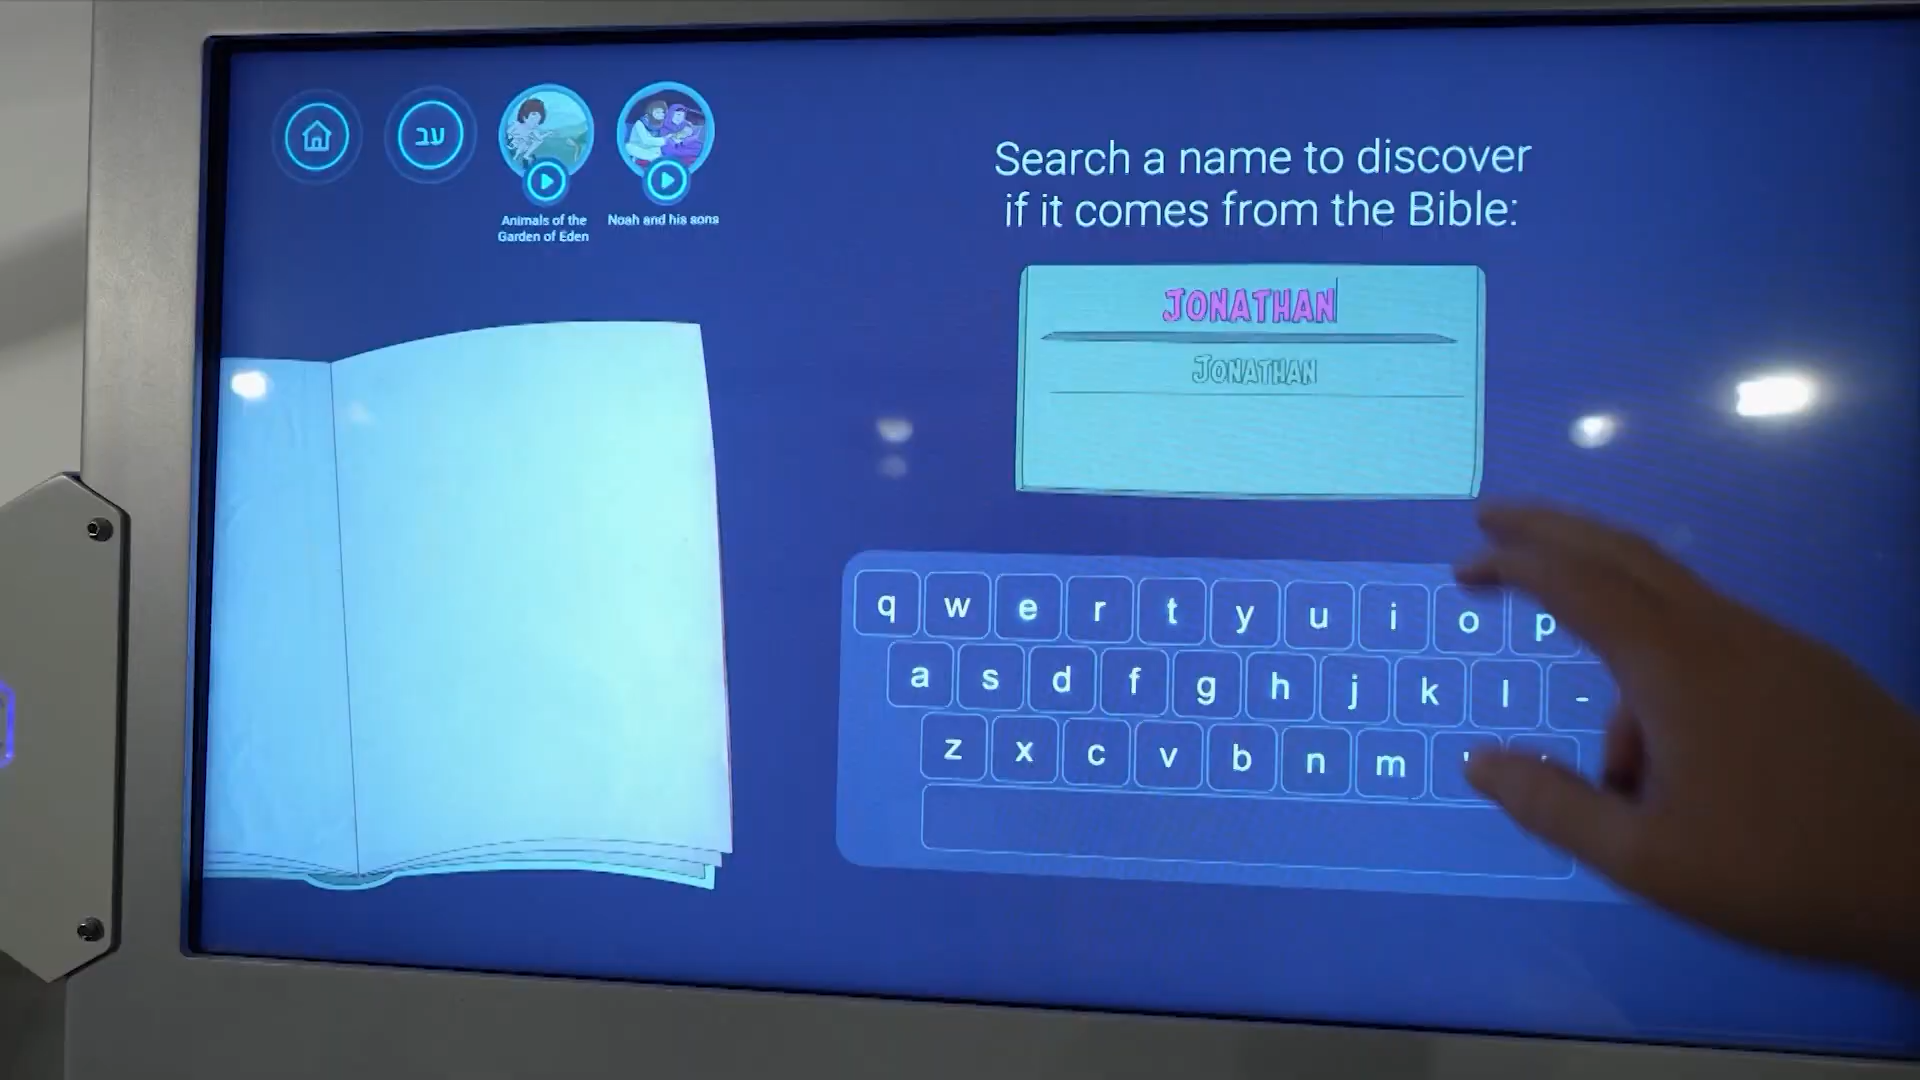 עב
Animals of the
Garden of Eden
Noah and his sons
Search a name to discover
if it comes from the Bible:
JONATHAN
JONATHAN
q w e r t y u i o p
a s d f g h j k l -
z x c v b n m '